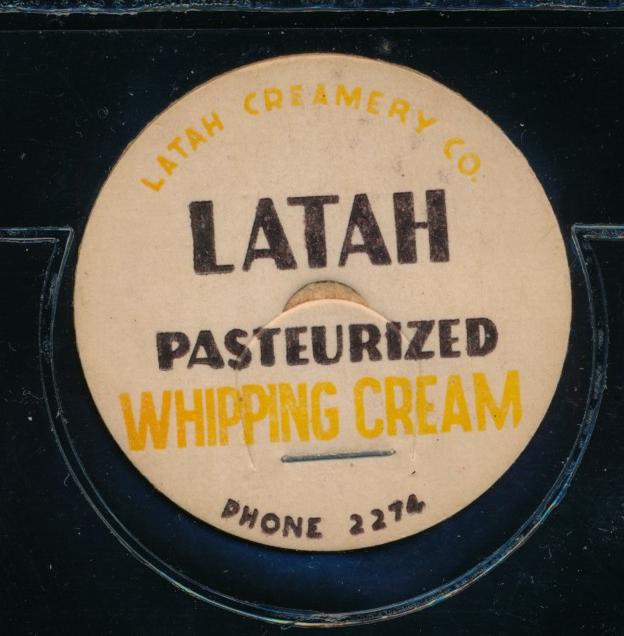 LATAH CREAMERY CO.
LATAH
PASTEURIZED
WHIPPING CREAM
PHONE 2274